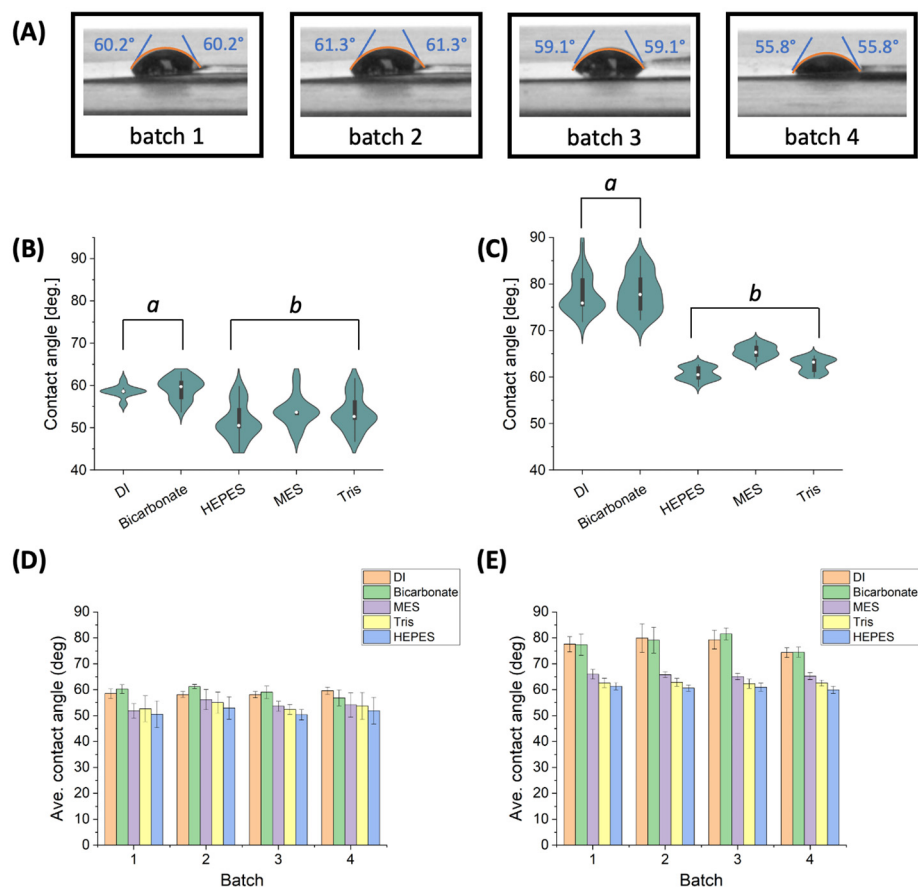 (A)
60.2° 60.2°
batch 1
61.3° 61.3°
batch 2
59.1° 59.1°
batch 3
55.8° 55.8°
batch 4
(B)
Contact angle [deg.]
90
80
70
60
50
40
a
b
DI
Bicarbonate
HEPES
MES
Tris
(C)
Contact angle [deg.]
90
80
70
60
50
40
a
b
DI
Bicarbonate
HEPES
MES
Tris
(D)
DI
Bicarbonate
MES
Tris
HEPES
Ave. contact angle (deg)
90
80
70
60
50
40
30
20
10
0
1 2 3 4
Batch
(E)
DI
Bicarbonate
MES
Tris
HEPES
Ave. contact angle (deg)
90
80
70
60
50
40
30
20
10
0
1 2 3 4
Batch